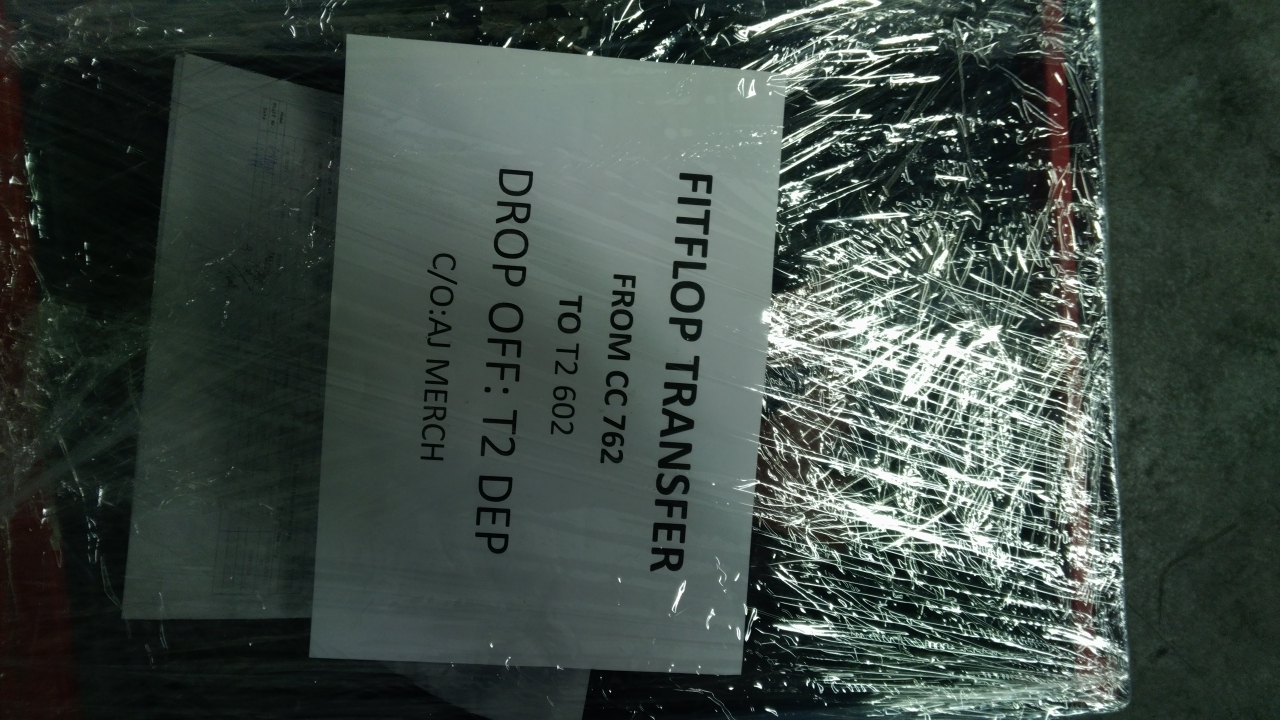 FITFLOP TRANSFER
FROM CC 762
TO T2 602
DROP OFF: T2 DEP
C/O:AJ MERCH